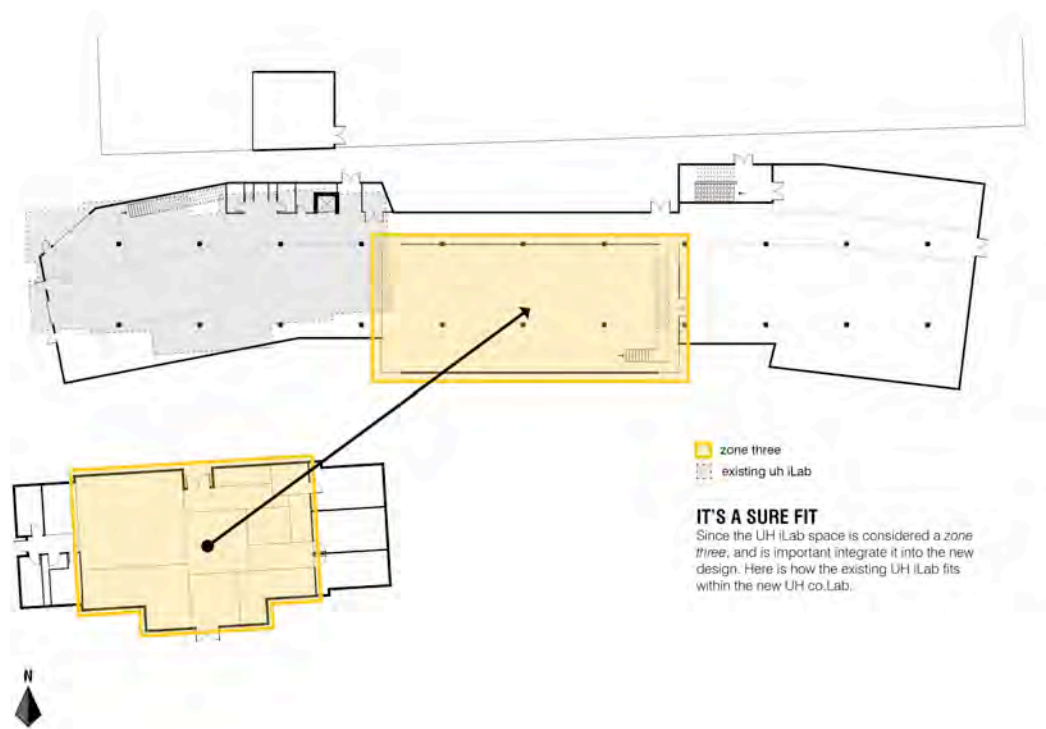 zone three
existing uh iLab
IT'S A SURE FIT
Since the UH iLab space is considered a zone
three, and is important integrate it into the new
design. Here is how the existing UH iLab fits
within the new UH co.Lab.
N